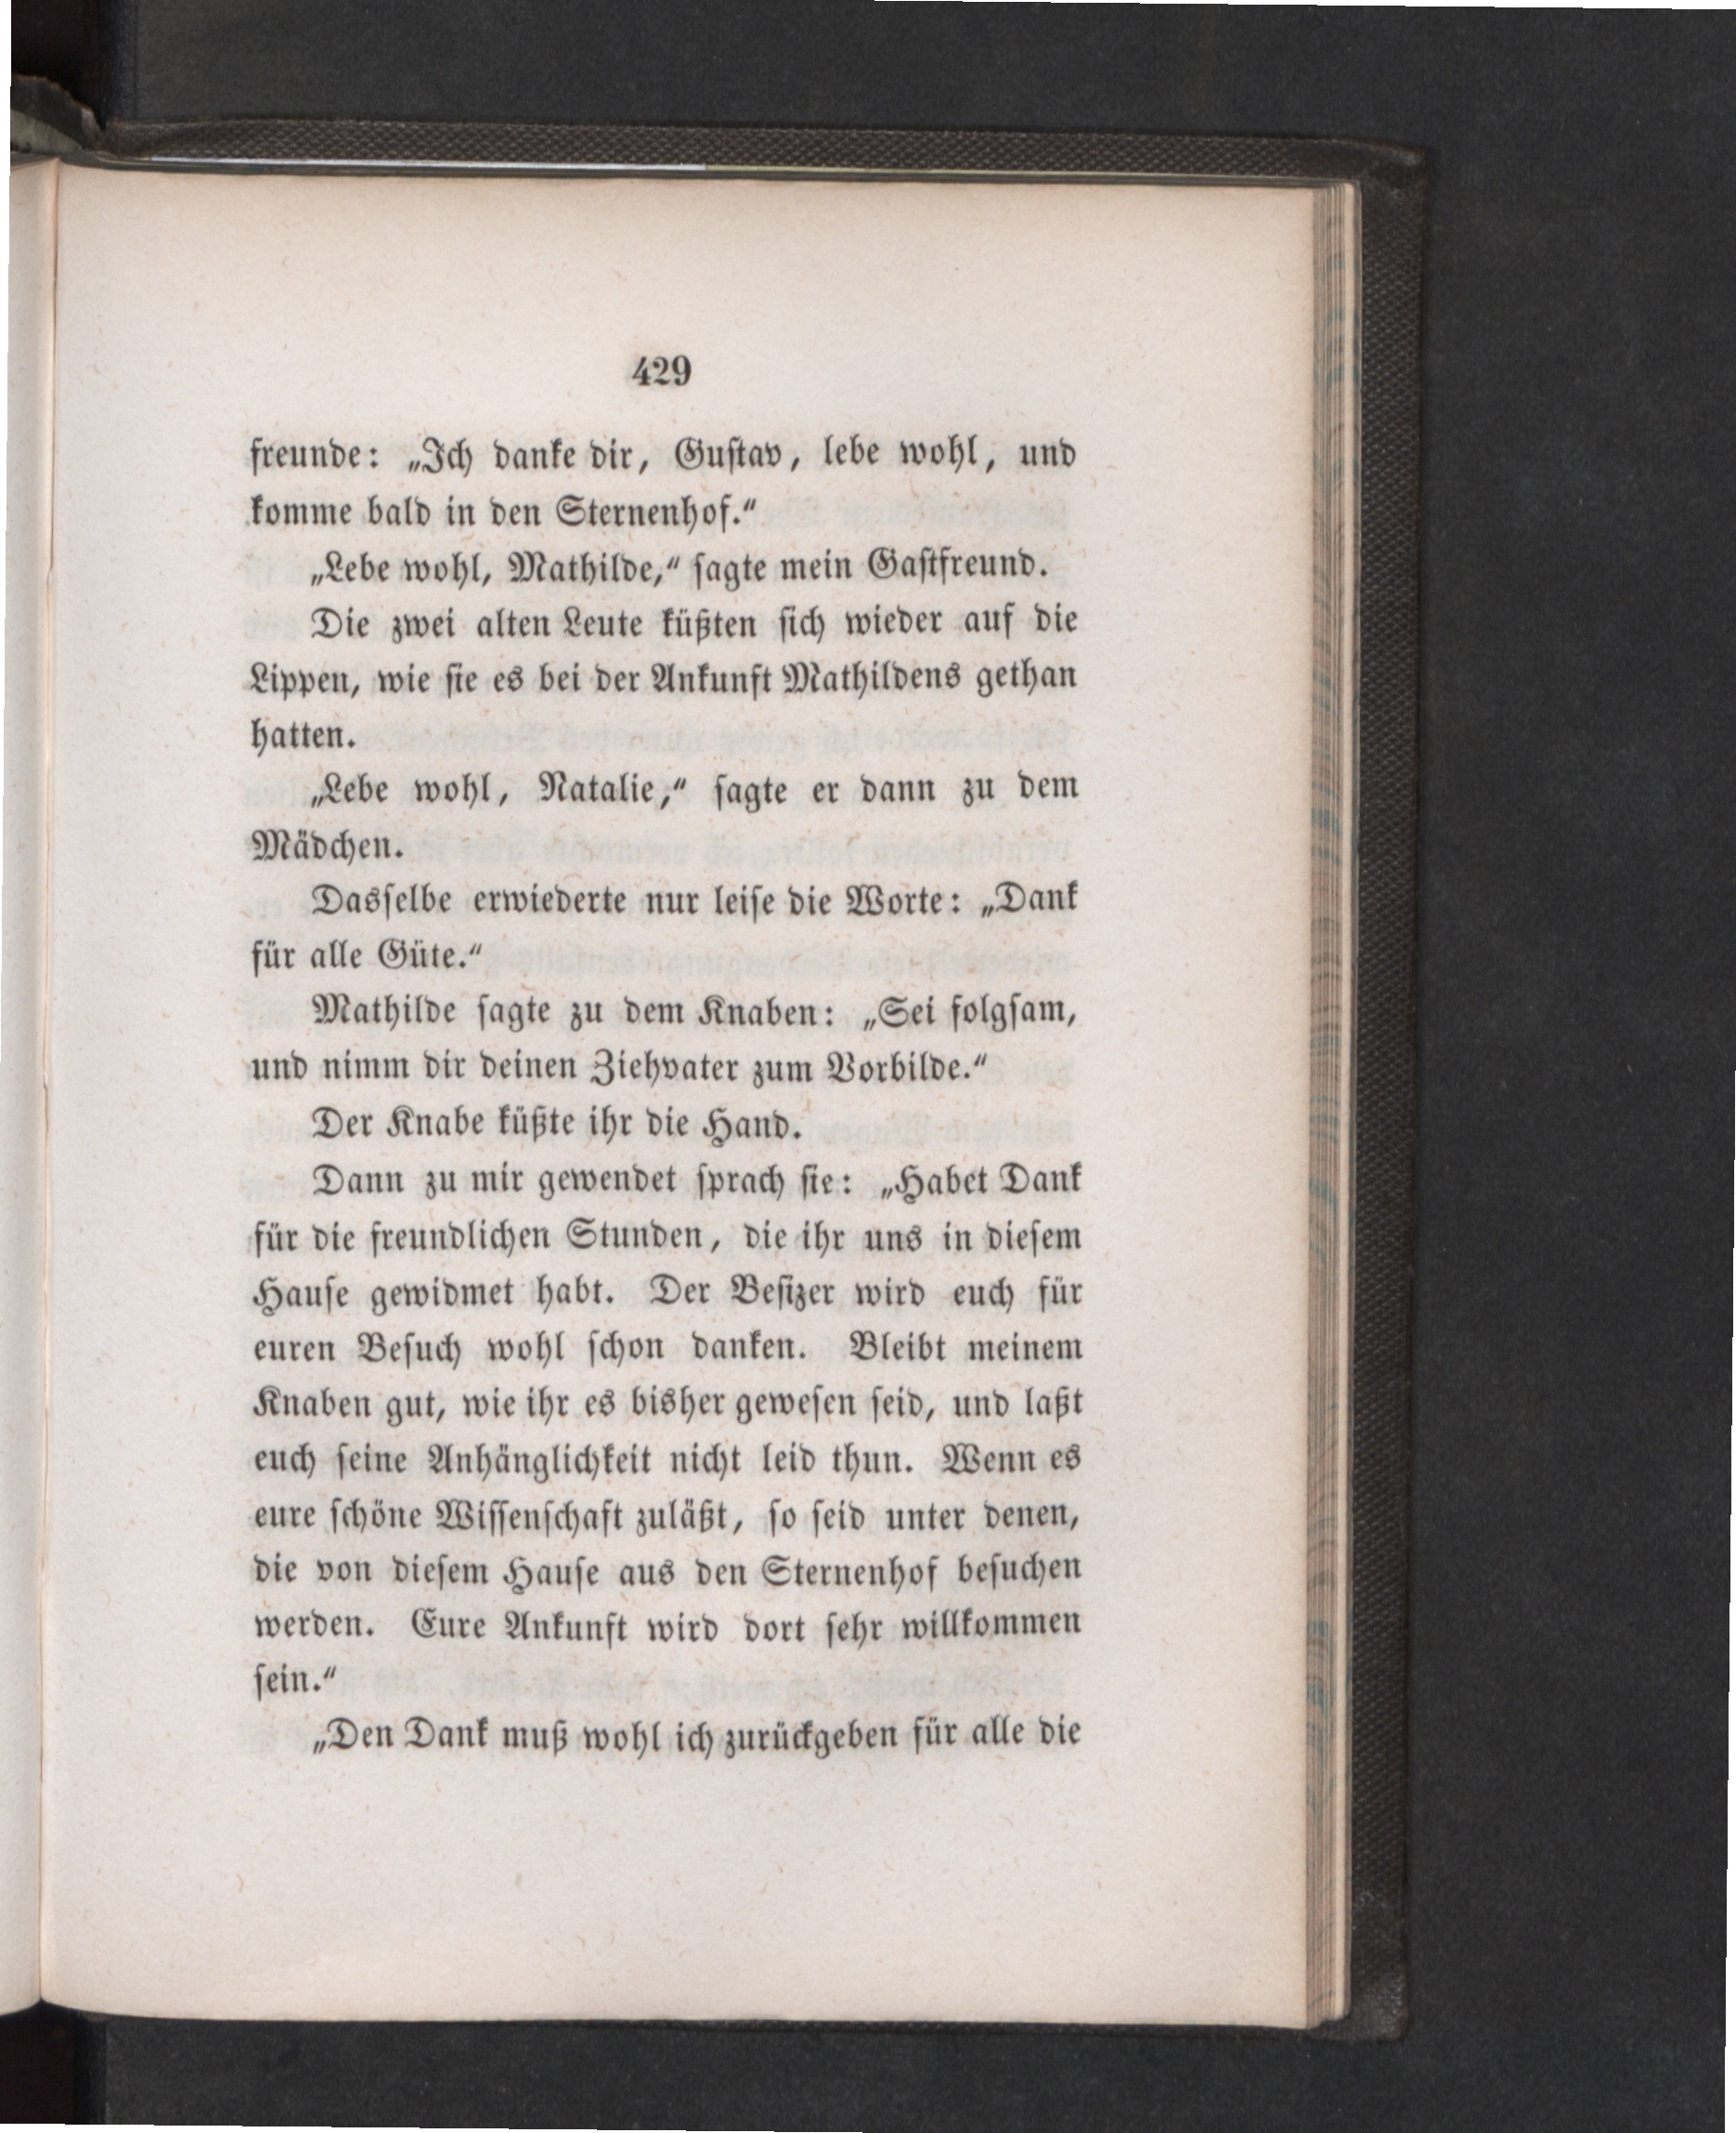 429
freunde: „Ich danke dir, Gustav, lebe wohl, und
komme bald in den Sternenhof.“
„Lebe wohl, Mathilde,“ sagte mein Gastfreund.
Die zwei alten Leute küßten sich wieder auf die
Lippen, wie sie es bei der Ankunft Mathildens gethan
hatten.
„Lebe wohl, Natalie,“ sagte er dann zu dem
Mädchen.
Dasselbe erwiederte nur leise die Worte: „Dank
für alle Güte.“
Mathilde sagte zu dem Knaben: „Sei folgsam,
und nimm dir deinen Ziehvater zum Vorbilde.“
Der Knabe küßte ihr die Hand.
Dann zu mir gewendet sprach sie: „Habet Dank
für die freundlichen Stunden, die ihr uns in diesem
Hause gewidmet habt. Der Besizer wird euch für
euren Besuch wohl schon danken. Bleibt meinem
Knaben gut, wie ihr es bisher gewesen seid, und laßt
euch seine Anhänglichkeit nicht leid thun. Wenn es
eure schöne Wissenschaft zuläßt, so seid unter denen,
die von diesem Hause aus den Sternenhof besuchen
werden. Eure Ankunft wird dort sehr willkommen
sein.“
„Den Dank muß wohl ich zurückgeben für alle die